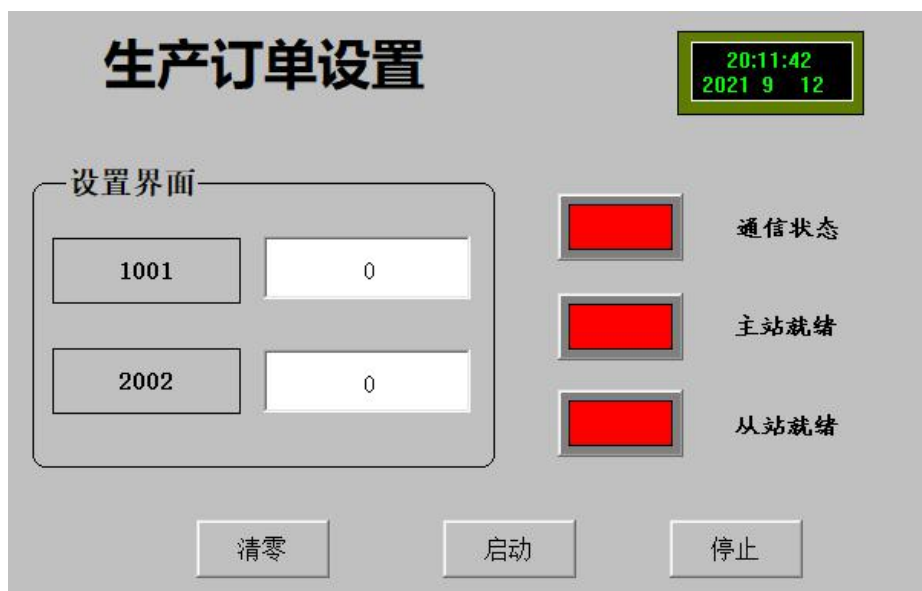 生产订单设置
20:11:42
2021 9 12
设置界面
1001 0
2002 0
通信状态
主站就绪
从站就绪
清零 启动 停止